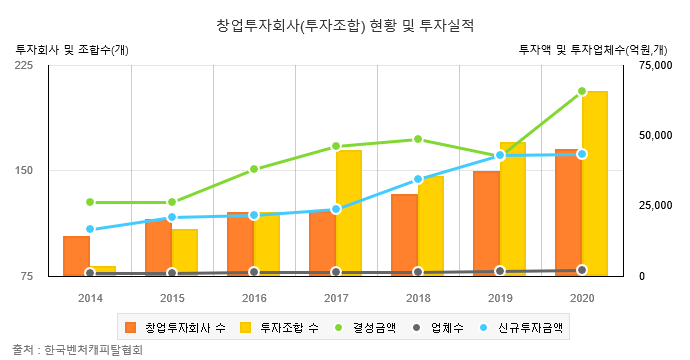 창업투자회사(투자조합) 현황 및 투자실적
투자회사 및 조합수(개) 투자액 및 투자업체수(억원,개)
225 75,000
50,000
150
25,000
75 0
2014 2015 2016 2017 2018 2019 2020
창업투자회사 수 투자조합 수 결성금액 업체수 신규투자금액
출처 : 한국벤처캐피탈협회